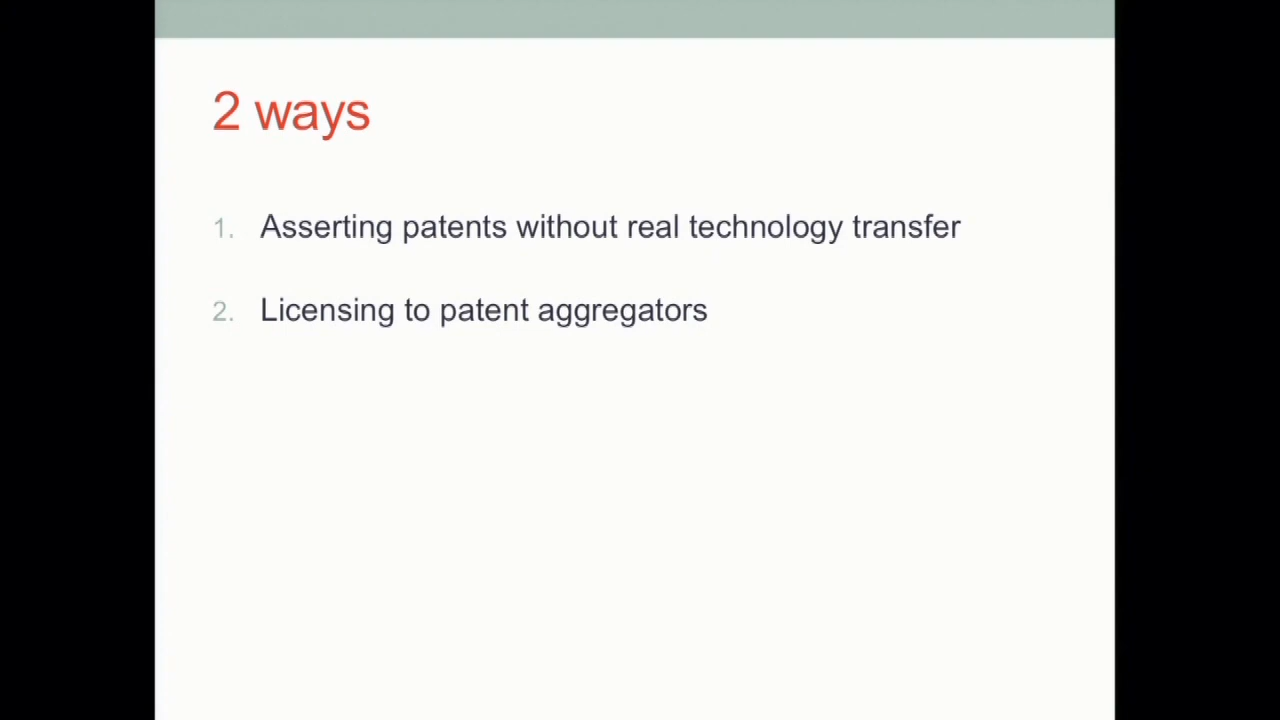 2 ways
1. Asserting patents without real technology transfer
2. Licensing to patent aggregators